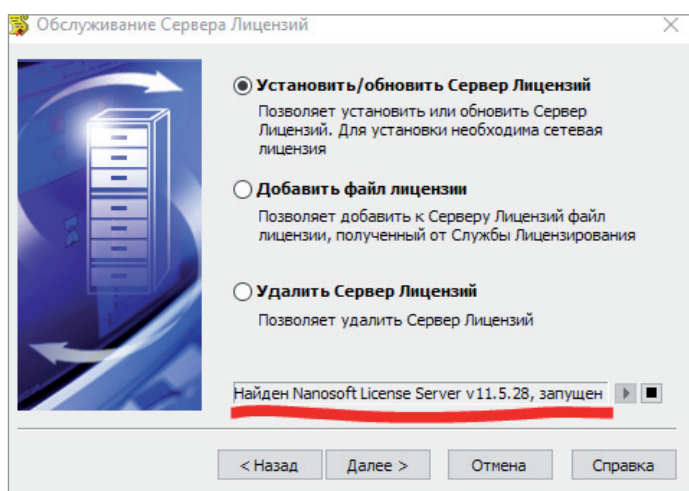 Обслуживание Сервера Лицензий
Установить/обновить Сервер Лицензий
Позволяет установить или обновить Сервер
Лицензий. Для установки необходима сетевая
лицензия
Добавить файл лицензии
Позволяет добавить к Серверу Лицензий файл
лицензии, полученный от Службы Лицензирования
Удалить Сервер Лицензий
Позволяет удалить Сервер Лицензий
Найден Nanosoft License Server v11.5.28, запущен
< Назад
Далее >
Отмена
Справка